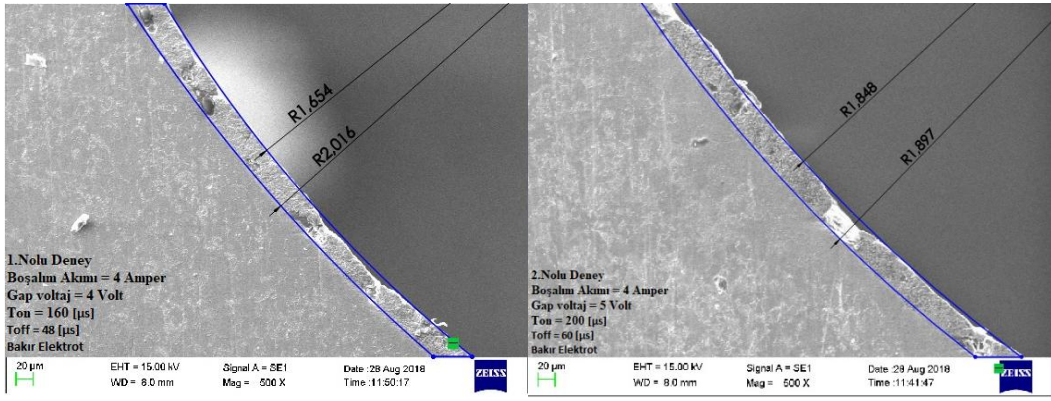 R1,654
R2,016
1.Nolu Deney
Boşalım Akımı = 4 Amper
Gap voltaj = 4 Volt
Ton = 160 [µs]
Toff = 48 [µs]
Bakır Elektrot
20 µm
EHT = 15.00 kV
WD = 8.0 mm
Signal A = SE1
Mag = 500 X
Date :28 Aug 2018
Time :11:50:17
ZEISS
R1,848
R1,897
2.Nolu Deney
Boşalım Akımı = 4 Amper
Gap voltaj = 5 Volt
Ton = 200 [µs]
Toff = 60 [µs]
Bakır Elektrot
20 µm
EHT = 15.00 kV
WD = 8.0 mm
Signal A = SE1
Mag = 500 X
Date :28 Aug 2018
Time :11:41:47
ZEISS